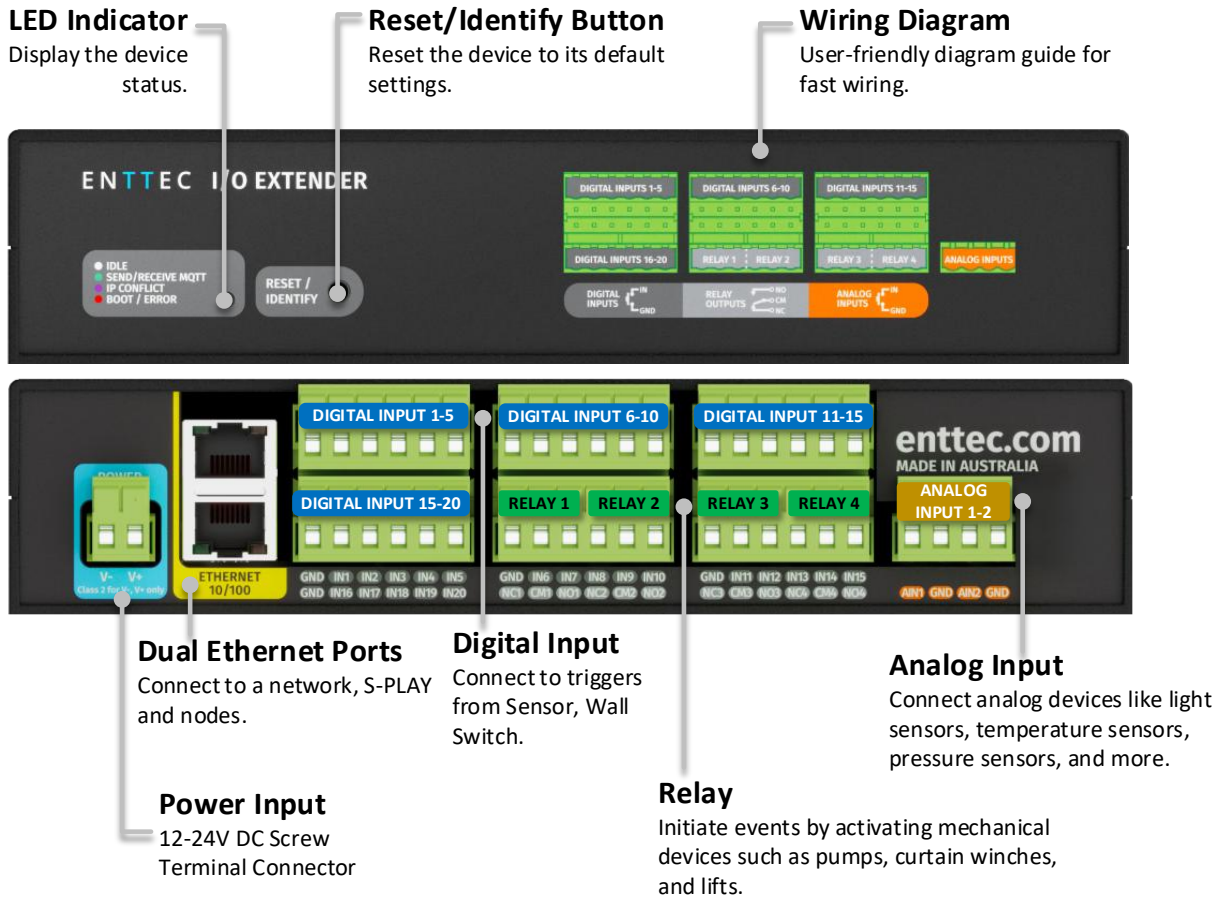 LED Indicator
Display the device
status.
Reset/Identify Button
Reset the device to its default
settings.
Wiring Diagram
User-friendly diagram guide for
fast wiring.
ENTTEC I/O EXTENDER
IDLE
SEND/RECEIVE MQTT
IP CONFLICT
BOOT / ERROR
RESET /
IDENTIFY
DIGITAL INPUTS 1-5
DIGITAL INPUTS 6-10
DIGITAL INPUTS 11-15
DIGITAL INPUTS 16-20
RELAY 1
RELAY 2
RELAY 3
RELAY 4
ANALOG INPUTS
DIGITAL
INPUTS
IN
GND
RELAY
OUTPUTS
NO
CM
NC
ANALOG
INPUTS
IN
GND
DIGITAL INPUT 1-5
DIGITAL INPUT 6-10
DIGITAL INPUT 11-15
enttec.com
MADE IN AUSTRALIA
POWER
DIGITAL INPUT 15-20
RELAY 1
RELAY 2
RELAY 3
RELAY 4
ANALOG
INPUT 1-2
V- V+
Class 2 for V-, V+ only
ETHERNET
10/100
GND IN1 IN2 IN3 IN4 IN5
GND IN16 IN17 IN18 IN19 IN20
GND IN6 IN7 IN8 IN9 IN10
NC1 CM1 NO1 NC2 CM2 NO2
GND IN11 IN12 IN13 IN14 IN15
NC3 CM3 NO3 NC4 CM4 NO4
AIN1 GND AIN2 GND
Dual Ethernet Ports
Connect to a network, S-PLAY
and nodes.
Digital Input
Connect to triggers
from Sensor, Wall
Switch.
Analog Input
Connect analog devices like light
sensors, temperature sensors,
pressure sensors, and more.
Power Input
12-24V DC Screw
Terminal Connector
Relay
Initiate events by activating mechanical
devices such as pumps, curtain winches,
and lifts.